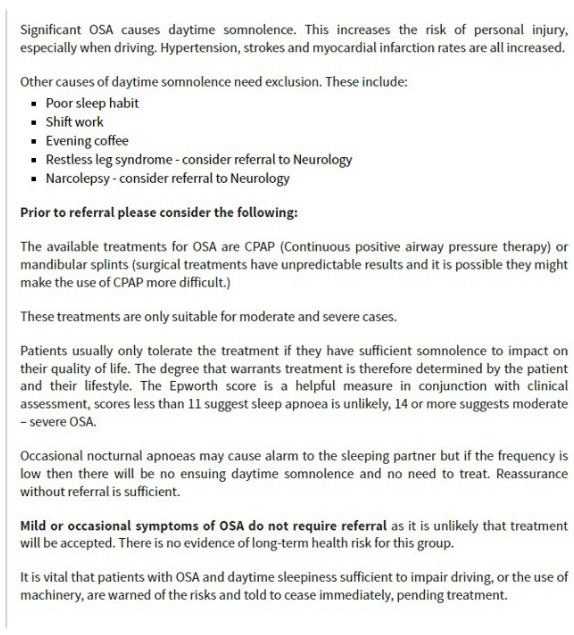 Significant OSA causes daytime somnolence. This increases the risk of personal injury,
especially when driving. Hypertension, strokes and myocardial infarction rates are all increased.
Other causes of daytime somnolence need exclusion. These include:
▪ Poor sleep habit
▪ Shift work
▪ Evening coffee
▪ Restless leg syndrome - consider referral to Neurology
▪ Narcolepsy - consider referral to Neurology
Prior to referral please consider the following:
The available treatments for OSA are CPAP (Continuous positive airway pressure therapy) or
mandibular splints (surgical treatments have unpredictable results and it is possible they might
make the use of CPAP more difficult.)
These treatments are only suitable for moderate and severe cases.
Patients usually only tolerate the treatment if they have sufficient somnolence to impact on
their quality of life. The degree that warrants treatment is therefore determined by the patient
and their lifestyle. The Epworth score is a helpful measure in conjunction with clinical
assessment, scores less than 11 suggest sleep apnoea is unlikely, 14 or more suggests moderate
– severe OSA.
Occasional nocturnal apnoeas may cause alarm to the sleeping partner but if the frequency is
low then there will be no ensuing daytime somnolence and no need to treat. Reassurance
without referral is sufficient.
Mild or occasional symptoms of OSA do not require referral as it is unlikely that treatment
will be accepted. There is no evidence of long-term health risk for this group.
It is vital that patients with OSA and daytime sleepiness sufficient to impair driving, or the use of
machinery, are warned of the risks and told to cease immediately, pending treatment.